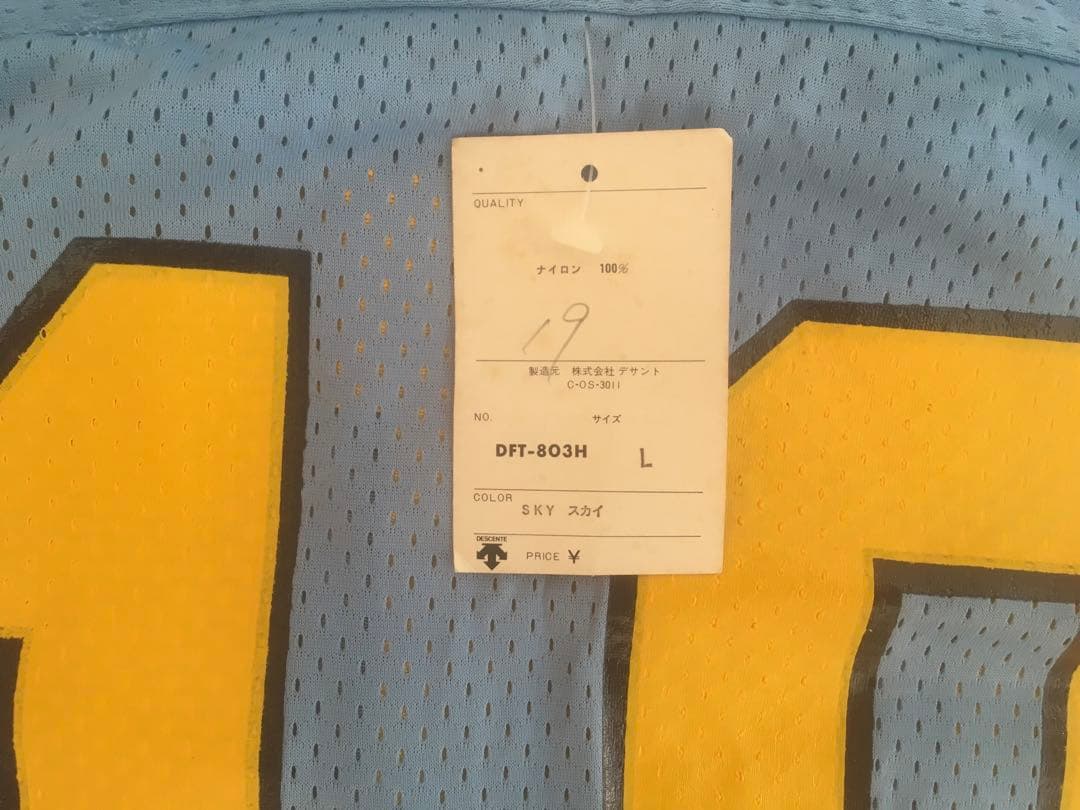 QUALITY
ナイロン 100%
19
製造元 株式会社 デサント
C-OS-3011
NO. サイズ
DFT-803H L
COLOR
SKY スカイ
DESCENTE
PRICE ¥
1